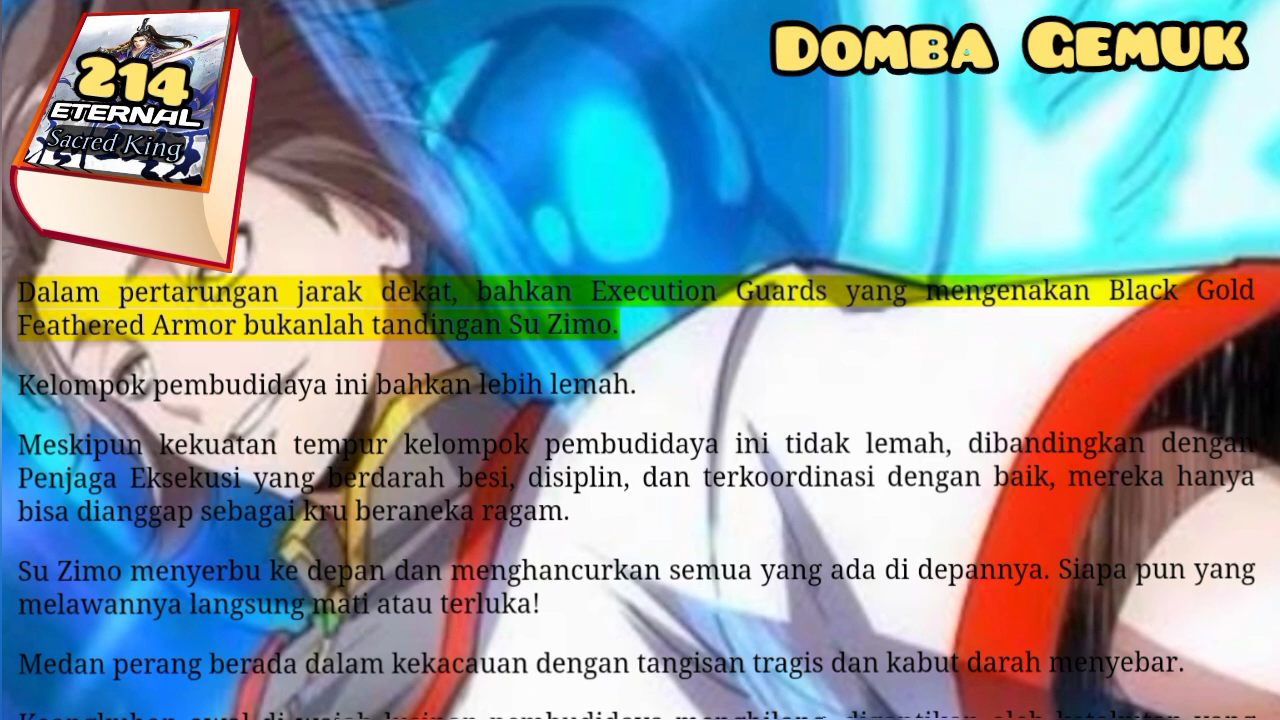 214
ETERNAL
Sacred King
DOMBA GEMUK
Dalam pertarungan jarak dekat, bahkan Execution Guards yang mengenakan Black Gold
Feathered Armor bukanlah tandingan Su Zimo.
Kelompok pembudidaya ini bahkan lebih lemah.
Meskipun kekuatan tempur kelompok pembudidaya ini tidak lemah, dibandingkan dengan
Penjaga Eksekusi yang berdarah besi, disiplin, dan terkoordinasi dengan baik, mereka hanya
bisa dianggap sebagai kru beraneka ragam.
Su Zimo menyerbu ke depan dan menghancurkan semua yang ada di depannya. Siapa pun yang
melawannya langsung mati atau terluka!
Medan perang berada dalam kekacauan dengan tangisan tragis dan kabut darah menyebar.